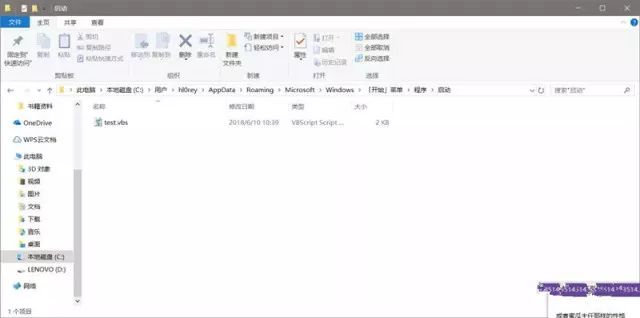 启动
文件 主页 共享 查看
固定到"快速访问" 复制 粘贴 剪切 复制路径 粘贴快捷方式
移动到 复制到 删除 重命名
新建文件夹 新建项目 轻松访问
属性 打开 编辑 历史记录
全部选择 全部取消 反向选择
剪贴板 组织 新建 打开 选择
此电脑 > 本地磁盘 (C:) > 用户 > hl0rey > AppData > Roaming > Microsoft > Windows > 「开始」菜单 > 程序 > 启动
搜索"启动"
名称 修改日期 类型 大小
test.vbs 2018/6/10 10:39 VBScript Script ... 2 KB
书籍资料
OneDrive
WPS云文档
此电脑
3D 对象
视频
图片
文档
下载
音乐
桌面
本地磁盘 (C:)
LENOVO (D:)
网络
1 个项目